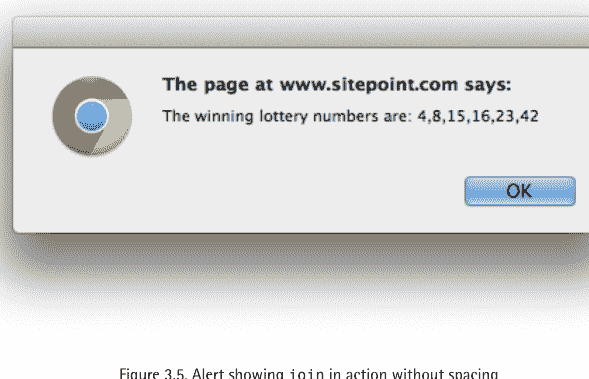 The page at www.sitepoint.com says:
The winning lottery numbers are: 4,8,15,16,23,42
OK
Figure 3.5. Alert showing join in action without spacing